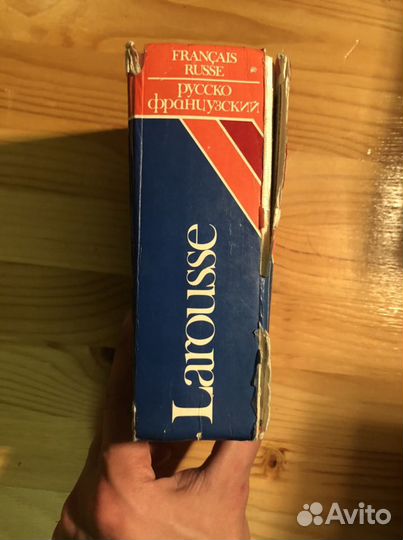 FRANÇAIS
RUSSE
русско
французский
Larousse
Avito